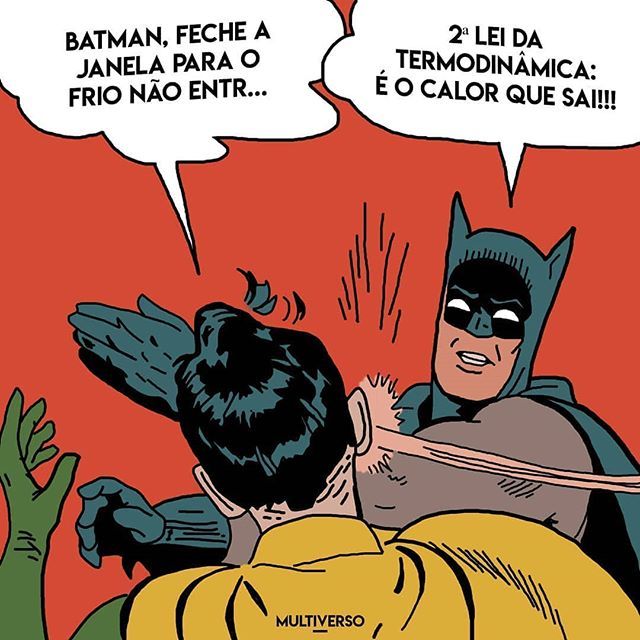 BATMAN, FECHE A
JANELA PARA O
FRIO NÃO ENTR...
2ª LEI DA
TERMODINÂMICA:
É O CALOR QUE SAI!!!
MULTIVERSO